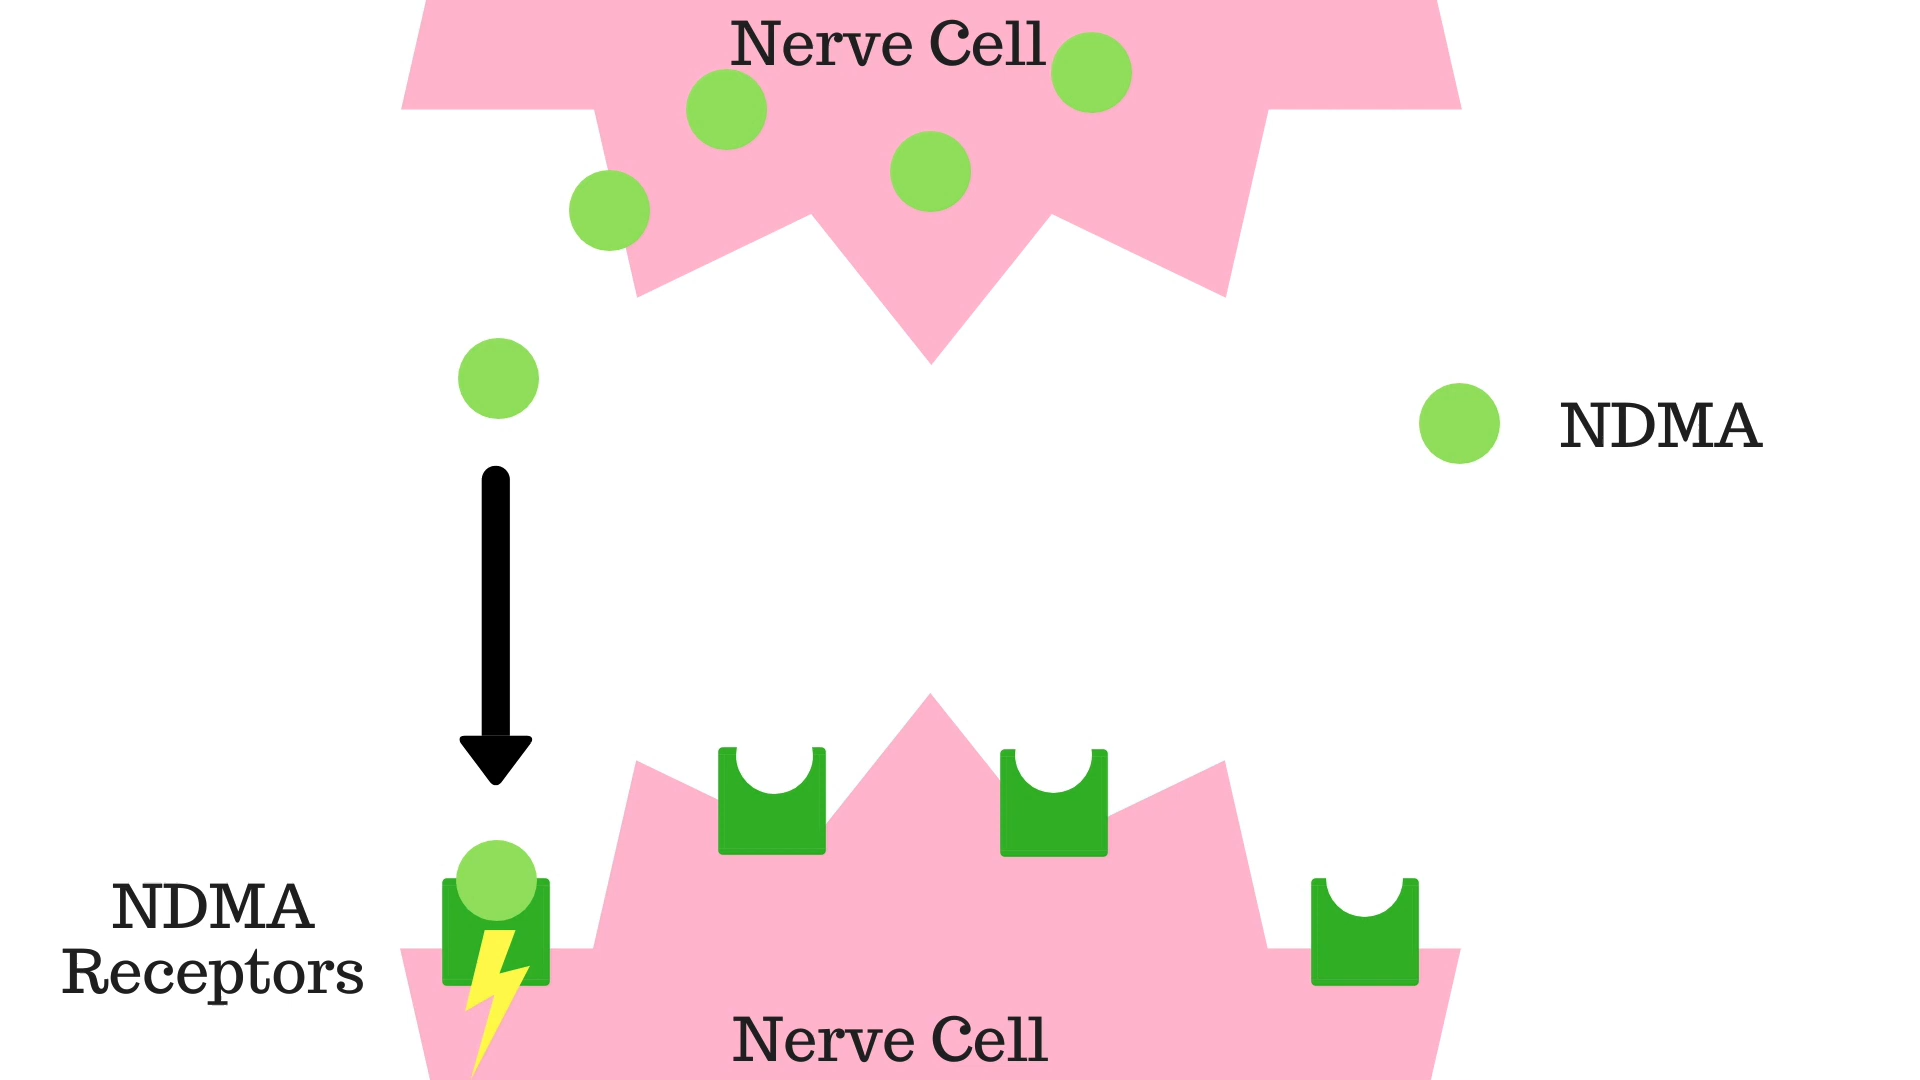 Nerve Cell
NDMA
NDMA
Receptors
Nerve Cell